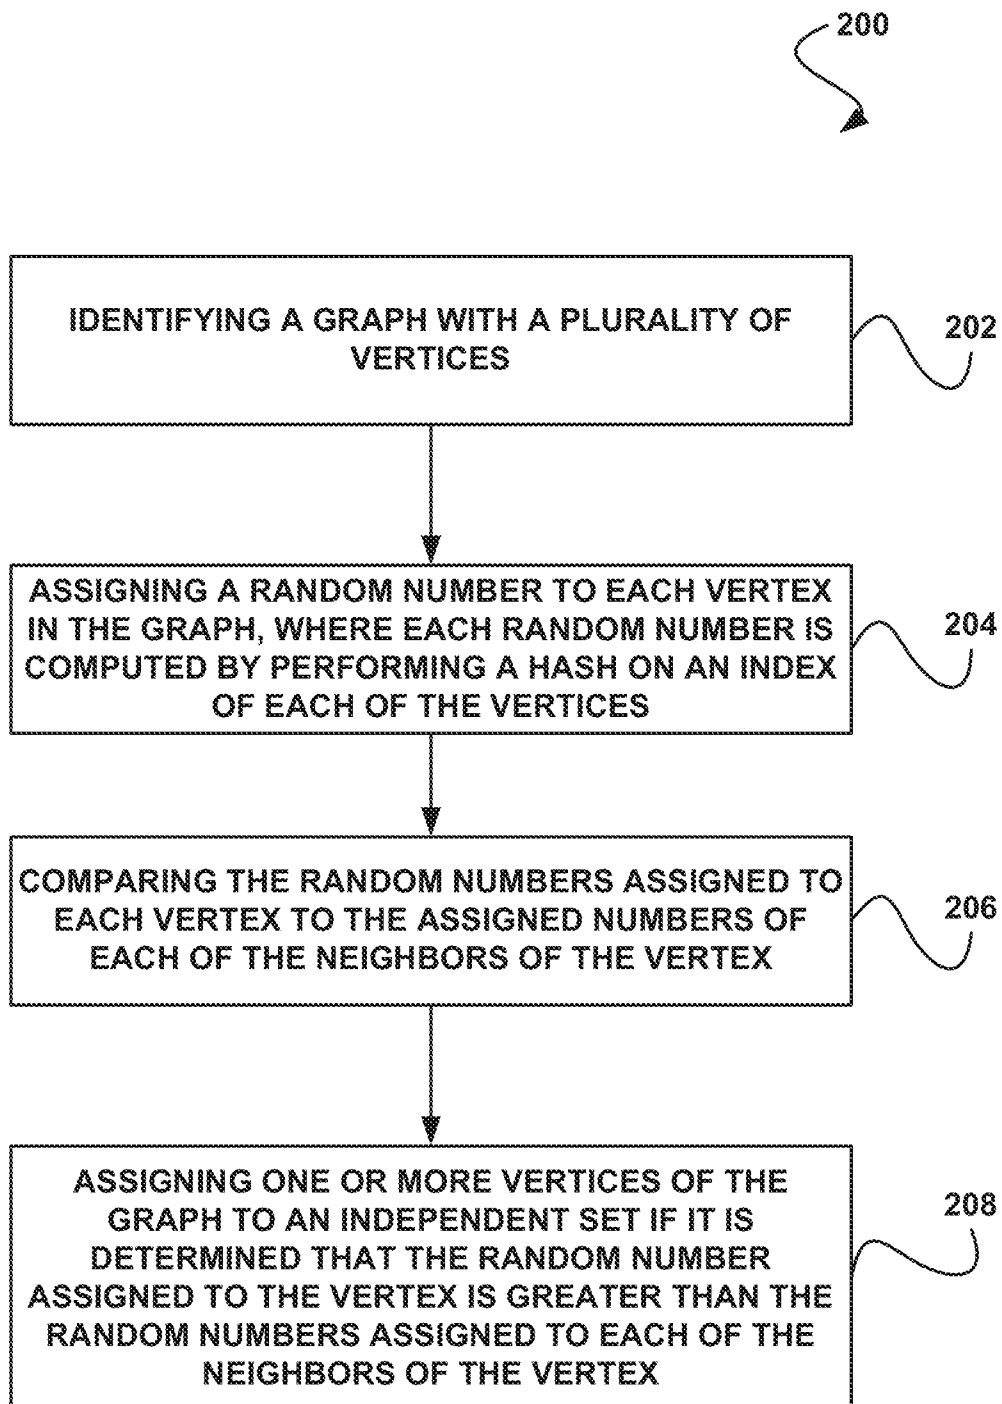 200
IDENTIFYING A GRAPH WITH A PLURALITY OF
VERTICES
202
ASSIGNING A RANDOM NUMBER TO EACH VERTEX
IN THE GRAPH, WHERE EACH RANDOM NUMBER IS
COMPUTED BY PERFORMING A HASH ON AN INDEX
OF EACH OF THE VERTICES
204
COMPARING THE RANDOM NUMBERS ASSIGNED TO
EACH VERTEX TO THE ASSIGNED NUMBERS OF
EACH OF THE NEIGHBORS OF THE VERTEX
206
ASSIGNING ONE OR MORE VERTICES OF THE
GRAPH TO AN INDEPENDENT SET IF IT IS
DETERMINED THAT THE RANDOM NUMBER
ASSIGNED TO THE VERTEX IS GREATER THAN THE
RANDOM NUMBERS ASSIGNED TO EACH OF THE
NEIGHBORS OF THE VERTEX
208